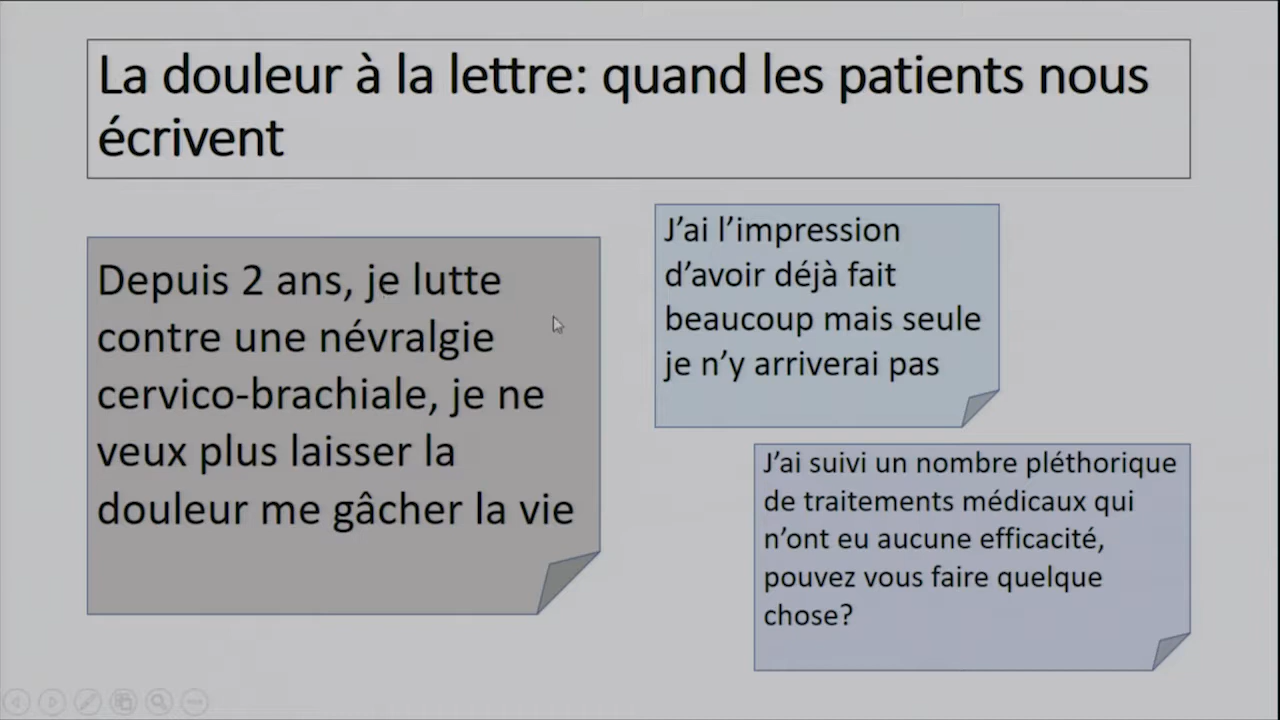 La douleur à la lettre: quand les patients nous
écrivent
Depuis 2 ans, je lutte
contre une névralgie
cervico-brachiale, je ne
veux plus laisser la
douleur me gâcher la vie
J’ai l’impression
d’avoir déjà fait
beaucoup mais seule
je n’y arriverai pas
J’ai suivi un nombre pléthorique
de traitements médicaux qui
n’ont eu aucune efficacité,
pouvez vous faire quelque
chose?